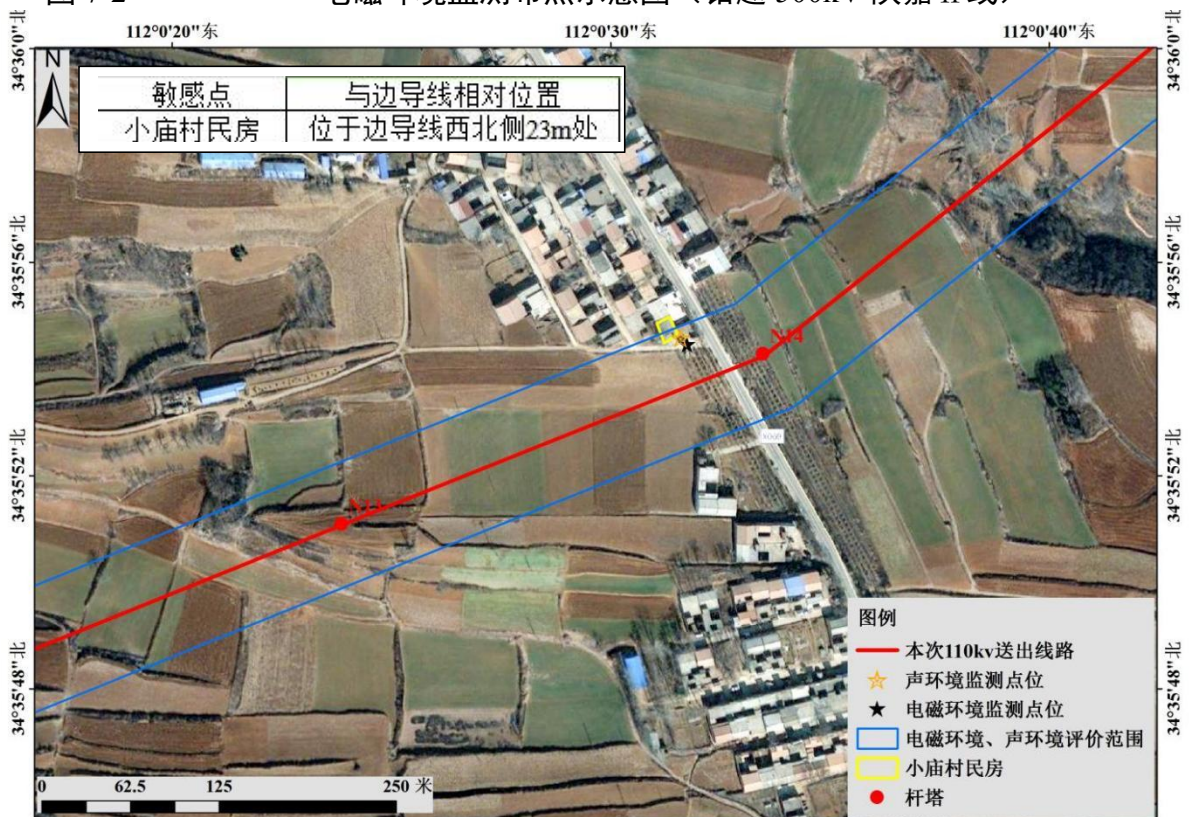 112°0'20"东 112°0'30"东 112°0'40"东
34°36'0"北
34°36'0"北
N
敏感点 与边导线相对位置
小庙村民房 位于边导线西北侧23m处
34°35'56"北
34°35'56"北
N14
34°35'52"北
34°35'52"北
34°35'48"北
34°35'48"北
图例
本次110kv送出线路
声环境监测点位
电磁环境监测点位
电磁环境、声环境评价范围
小庙村民房
杆塔
0 62.5 125 250 米